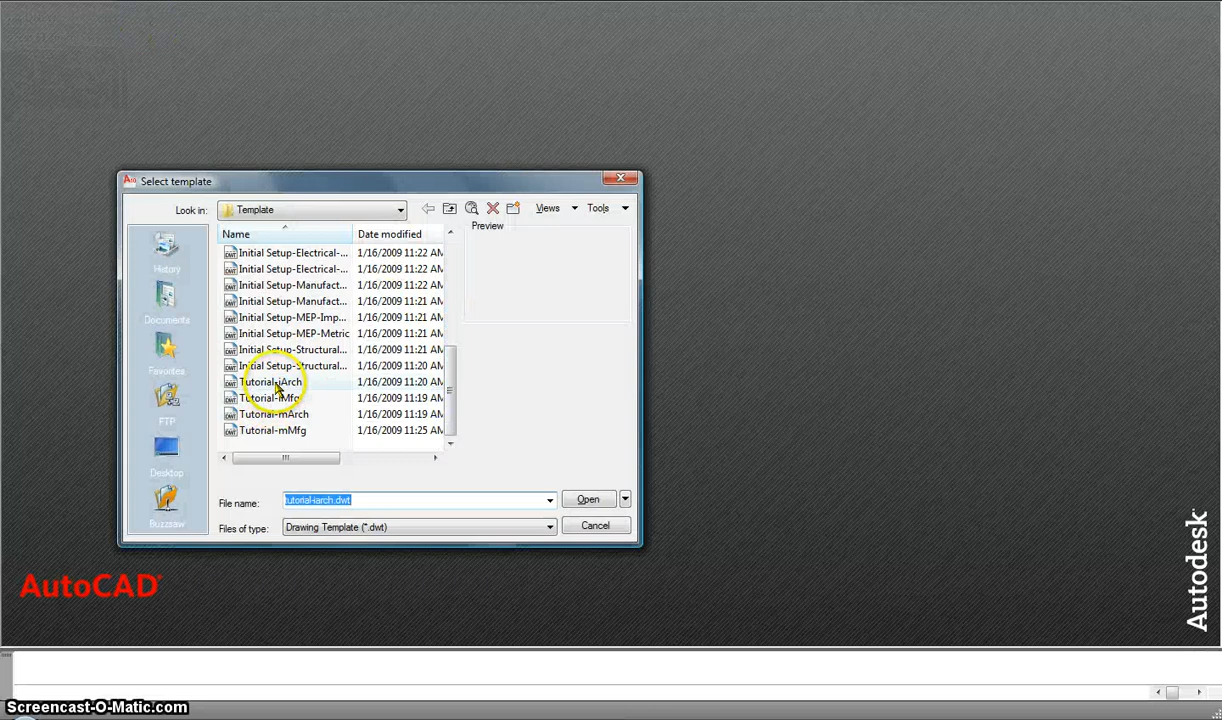 Select template
Look in: Template Views Tools
Name Date modified Preview
Initial Setup-Electrical-... 1/16/2009 11:22 AM
Initial Setup-Electrical-... 1/16/2009 11:22 AM
Initial Setup-Manufact... 1/16/2009 11:22 AM
Initial Setup-Manufact... 1/16/2009 11:21 AM
Initial Setup-MEP-Imp... 1/16/2009 11:21 AM
Initial Setup-MEP-Metric 1/16/2009 11:21 AM
Initial Setup-Structural... 1/16/2009 11:20 AM
Initial Setup-Structural... 1/16/2009 11:20 AM
Tutorial-iArch 1/16/2009 11:20 AM
Tutorial-iMfg 1/16/2009 11:19 AM
Tutorial-mArch 1/16/2009 11:19 AM
Tutorial-mMfg 1/16/2009 11:25 AM
History
Documents
Favorites
FTP
Desktop
Buzzsaw
File name: tutorial-iarch.dwt Open
Files of type: Drawing Template (*.dwt) Cancel
AutoCAD
Autodesk
Screencast-O-Matic.com